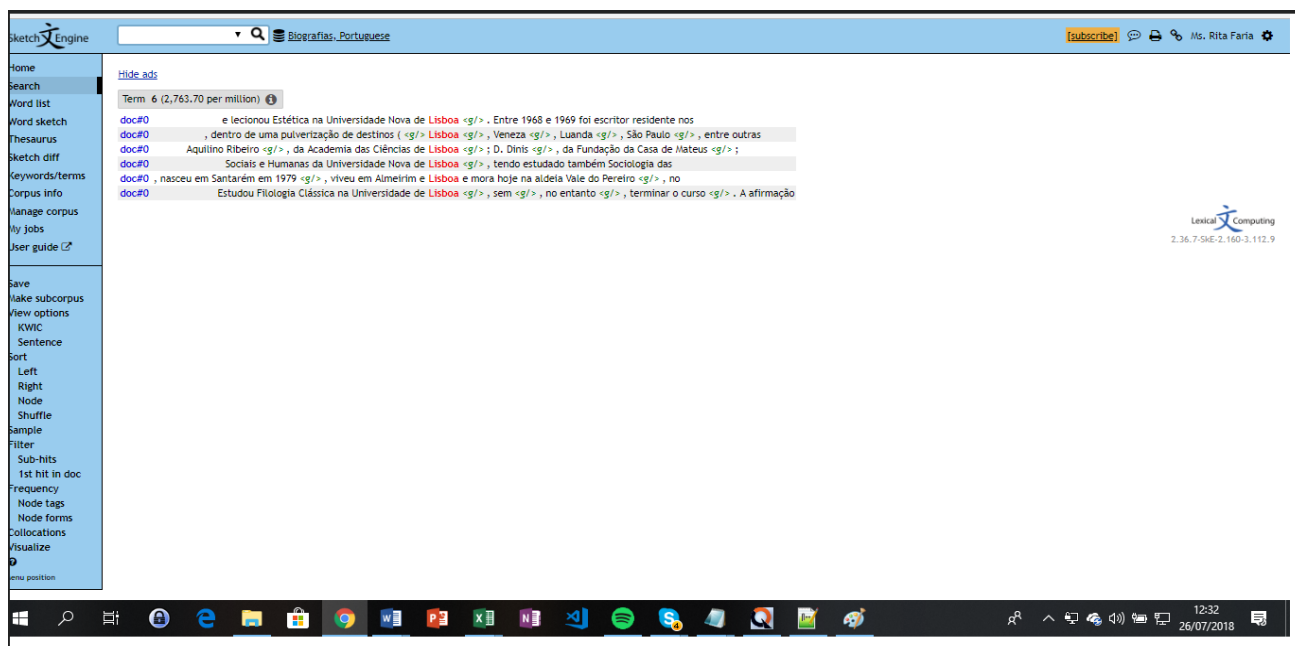 Sketch Engine
Biografias, Portuguese
[subscribe] Ms. Rita Faria
Home
Search
Word list
Word sketch
Thesaurus
Sketch diff
Keywords/terms
Corpus info
Manage corpus
My jobs
User guide
Save
Make subcorpus
View options
KWIC
Sentence
Sort
Left
Right
Node
Shuffle
Sample
Filter
Sub-hits
1st hit in doc
Frequency
Node tags
Node forms
Collocations
Visualize
?
Menu position
Hide ads
Term 6 (2,763.70 per million) i
doc#0 e lecionou Estética na Universidade Nova de Lisboa <g/> . Entre 1968 e 1969 foi escritor residente nos
doc#0 , dentro de uma pulverização de destinos ( <g/> Lisboa <g/> , Veneza <g/> , Luanda <g/> , São Paulo <g/> , entre outras
doc#0 Aquilino Ribeiro <g/> , da Academia das Ciências de Lisboa <g/> ; D. Dinis <g/> , da Fundação da Casa de Mateus <g/> ;
doc#0 Sociais e Humanas da Universidade Nova de Lisboa <g/> , tendo estudado também Sociologia das
doc#0 , nasceu em Santarém em 1979 <g/> , viveu em Almeirim e Lisboa e mora hoje na aldeia Vale do Pereiro <g/> , no
doc#0 Estudou Filologia Clássica na Universidade de Lisboa <g/> , sem <g/> , no entanto <g/> , terminar o curso <g/> . A afirmação
Lexical Computing
2.36.7-SkE-2.160-3.112.9
12:32
26/07/2018